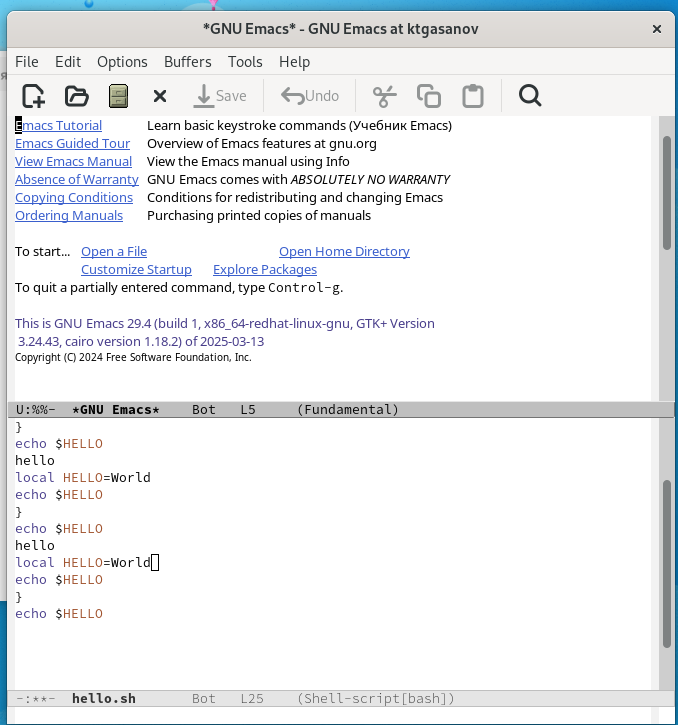 *GNU Emacs* - GNU Emacs at ktgasanov
File Edit Options Buffers Tools Help
Save Undo
Emacs Tutorial Learn basic keystroke commands (Учебник Emacs)
Emacs Guided Tour Overview of Emacs features at gnu.org
View Emacs Manual View the Emacs manual using Info
Absence of Warranty GNU Emacs comes with ABSOLUTELY NO WARRANTY
Copying Conditions Conditions for redistributing and changing Emacs
Ordering Manuals Purchasing printed copies of manuals
To start... Open a File Open Home Directory
Customize Startup Explore Packages
To quit a partially entered command, type Control-g.
This is GNU Emacs 29.4 (build 1, x86_64-redhat-linux-gnu, GTK+ Version
3.24.43, cairo version 1.18.2) of 2025-03-13
Copyright (C) 2024 Free Software Foundation, Inc.
U:%%- *GNU Emacs* Bot L5 (Fundamental)
}
echo $HELLO
hello
local HELLO=World
echo $HELLO
}
echo $HELLO
hello
local HELLO=World
echo $HELLO
}
echo $HELLO
-:**- hello.sh Bot L25 (Shell-script[bash])